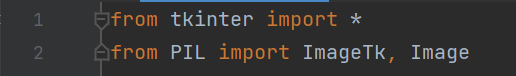 1 from tkinter import *
2 from PIL import ImageTk, Image